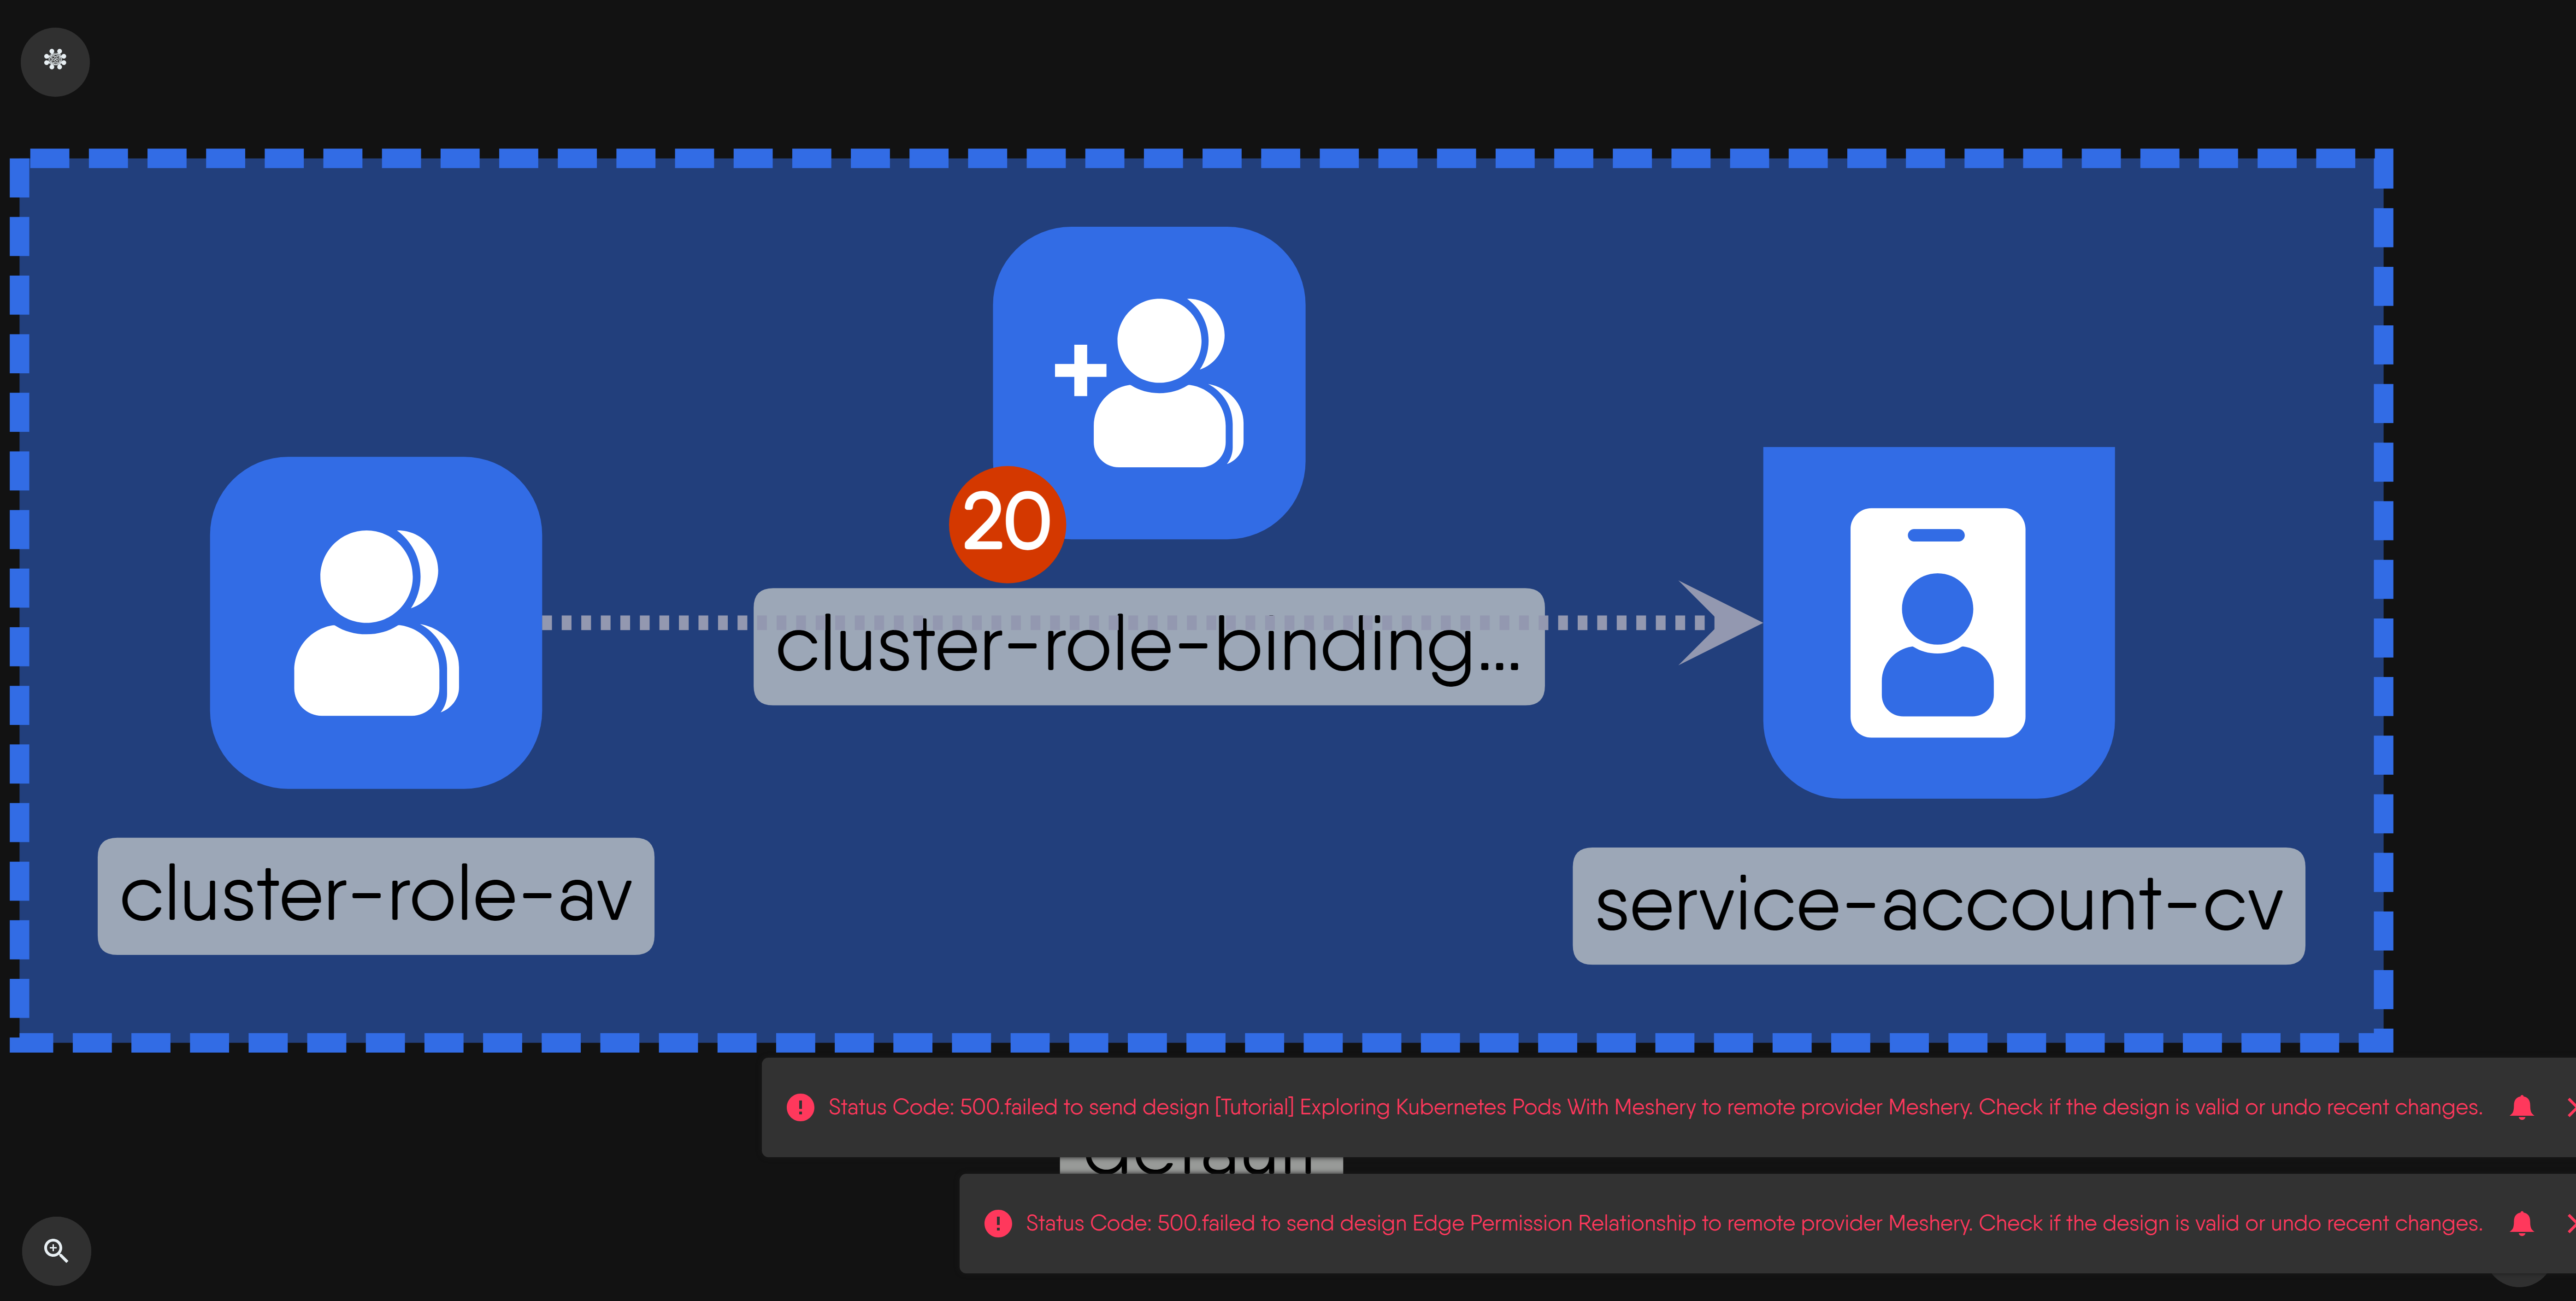 20
cluster-role-binding...
cluster-role-av
service-account-cv
Status Code: 500.failed to send design [Tutorial] Exploring Kubernetes Pods With Meshery to remote provider Meshery. Check if the design is valid or undo recent changes.
default
Status Code: 500.failed to send design Edge Permission Relationship to remote provider Meshery. Check if the design is valid or undo recent changes.